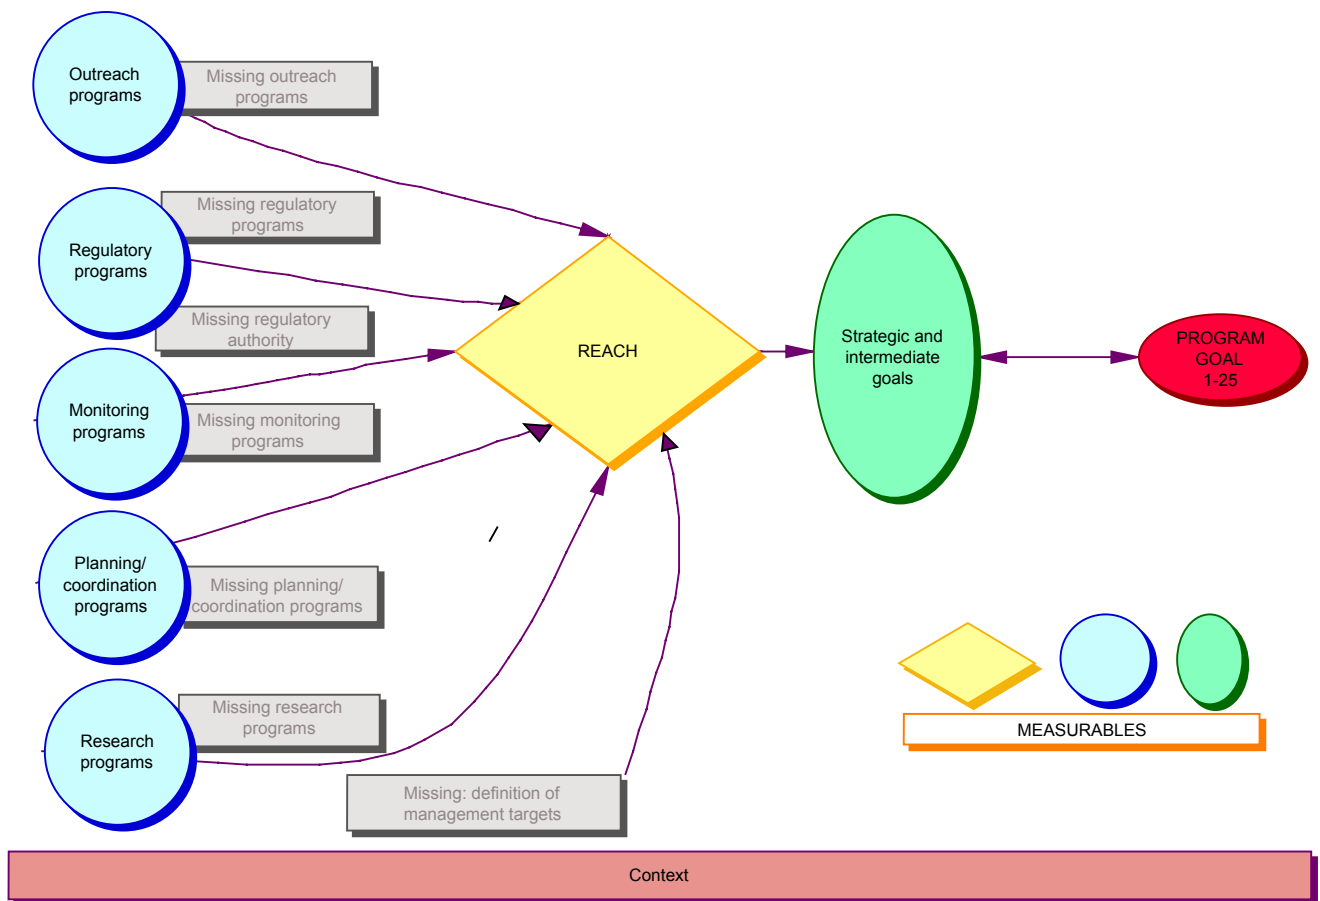 Outreach
programs
Missing outreach
programs
Missing regulatory
programs
Regulatory
programs
Missing regulatory
authority
Monitoring
programs
Missing monitoring
programs
Planning/
coordination
programs
Missing planning/
coordination programs
Research
programs
Missing research
programs
Missing: definition of
management targets
REACH
Strategic and
intermediate
goals
PROGRAM
GOAL
1-25
MEASURABLES
Context